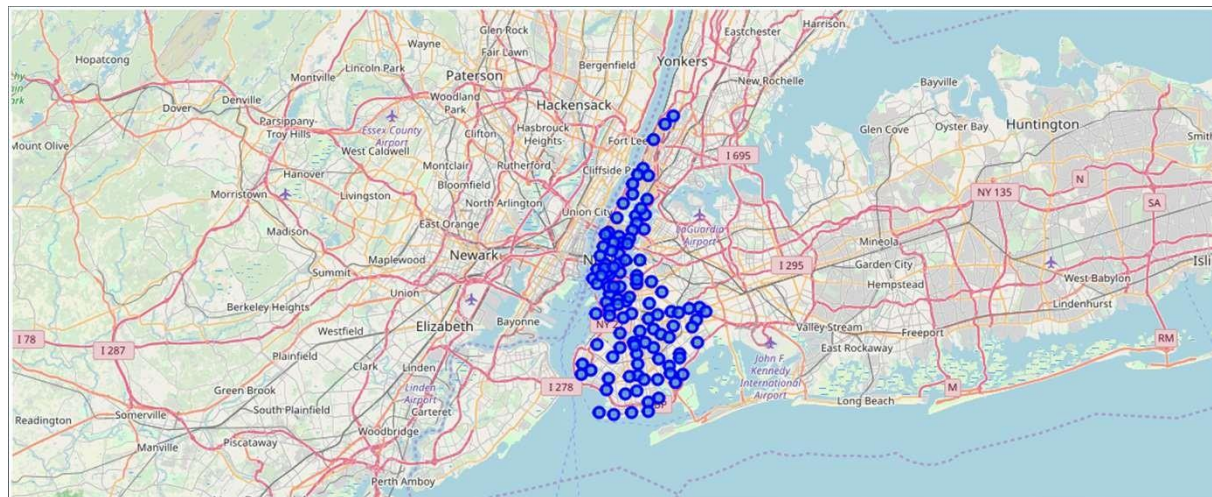 Hopatcong
Glen Rock
Harrison
Eastchester
Wayne
Fair Lawn
Bergenfield
Yonkers
Montville
Lincoln Park
Paterson
New Rochelle
Bayville
Dover
Denville
Woodland
Park
Hackensack
Huntington
Parsippany-
Troy Hills
Essex County
Airport
Clifton
Hasbrouck
Heights
Fort Lee
Glen Cove
Oyster Bay
Mount Olive
West Caldwell
I 695
Hanover
Montclair
Rutherford
Cliffside
N
Morristown
Livingston
Bloomfield
North Arlington
NY 135
SA
Union City
East Orange
LaGuardia
Airport
Madison
Mineola
Maplewood
Newark
I 295
Garden City
Summit
Hempstead
West Babylon
Union
Berkeley Heights
Lindenhurst
Elizabeth
Bayonne
Valley Stream
Freeport
I 78
I 287
Westfield
East Rockaway
RM
Plainfield
Clark
Linden
John F
Kennedy
International
Airport
Green Brook
Linden
Airport
I 278
M
Long Beach
Somerville
South Plainfield
Carteret
Readington
Manville
Piscataway
Woodbridge
Perth Amboy